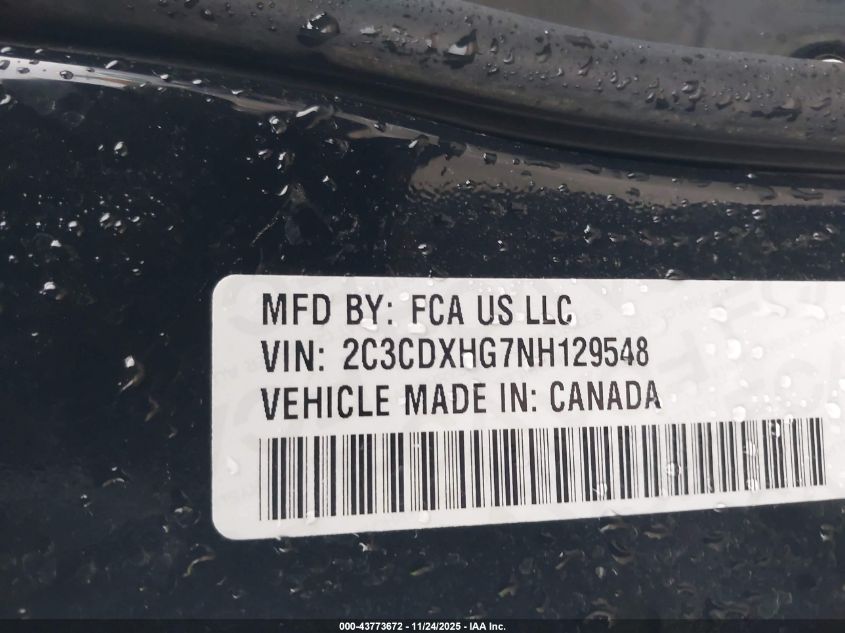 MFD BY: FCA US LLC
VIN: 2C3CDXHG7NH129548
VEHICLE MADE IN: CANADA
000-43773672 - 11/24/2025 - IAA Inc.